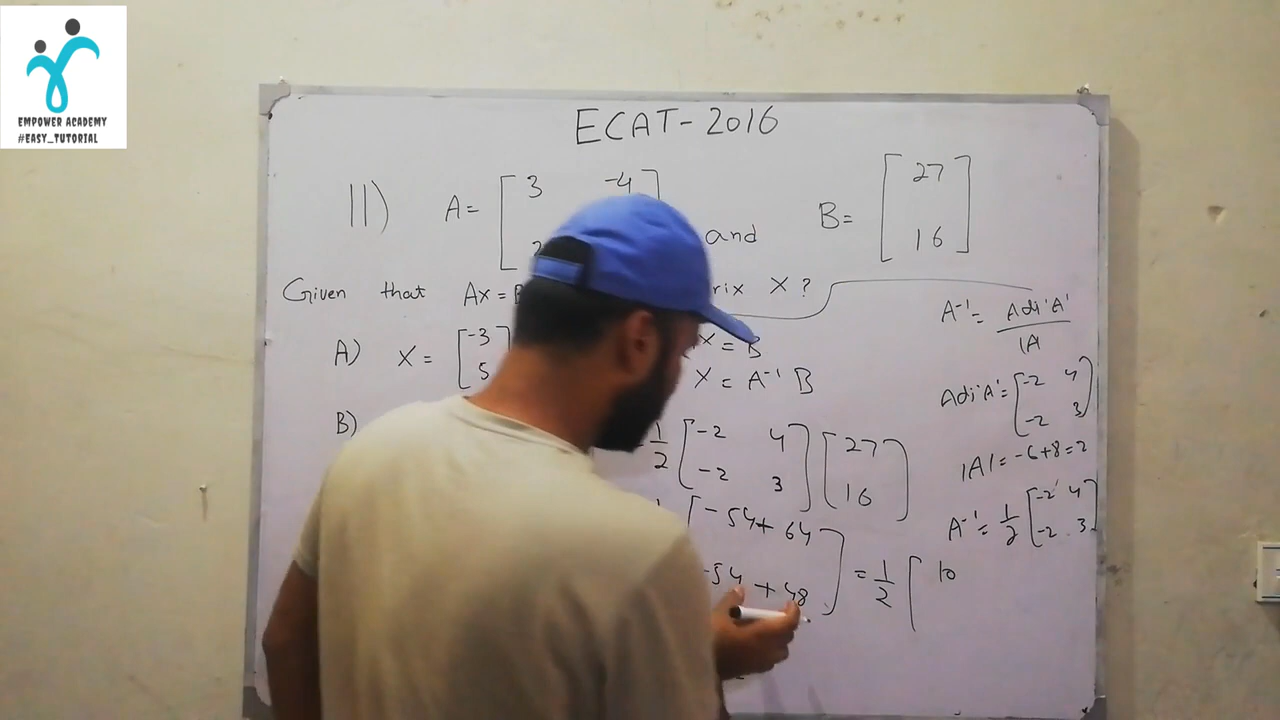 EMPOWER ACADEMY
#EASY_TUTORIAL
ECAT-2016
11) A= [ 3 -4 and B= [ 27
16 ]
Given that AX= X ?
A) X = [ -3
5
X = B
X = A⁻¹ B
B)
1/2 [ -2 4
-2 3 ] [ 27
16 ]
[ -54+ 64
-54 + 48 ] = 1/2 [ 10
A⁻¹= Adj'A' / |A|
Adj'A'= [ -2 4
-2 3 ]
|A|= -6+8=2
A⁻¹= 1/2 [ -2 4
-2 3 ]